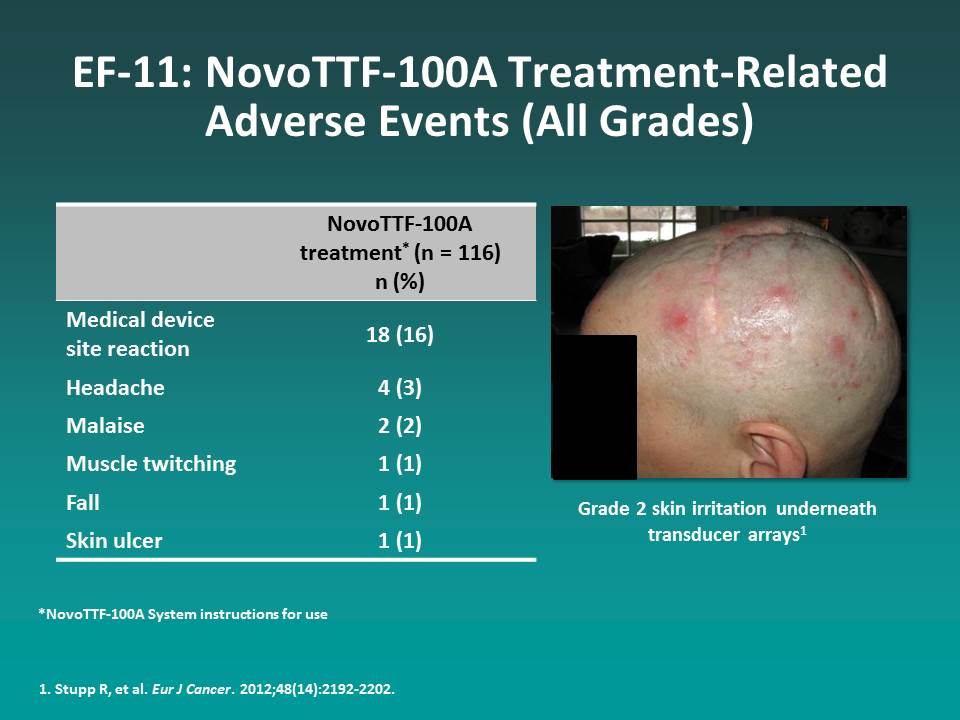 EF-11: NovoTTF-100A Treatment-Related
Adverse Events (All Grades)
NovoTTF-100A
treatment* (n = 116)
n (%)
Medical device
site reaction
18 (16)
Headache 4 (3)
Malaise 2 (2)
Muscle twitching 1 (1)
Fall 1 (1)
Skin ulcer 1 (1)
Grade 2 skin irritation underneath
transducer arrays1
*NovoTTF-100A System instructions for use
1. Stupp R, et al. Eur J Cancer. 2012;48(14):2192-2202.